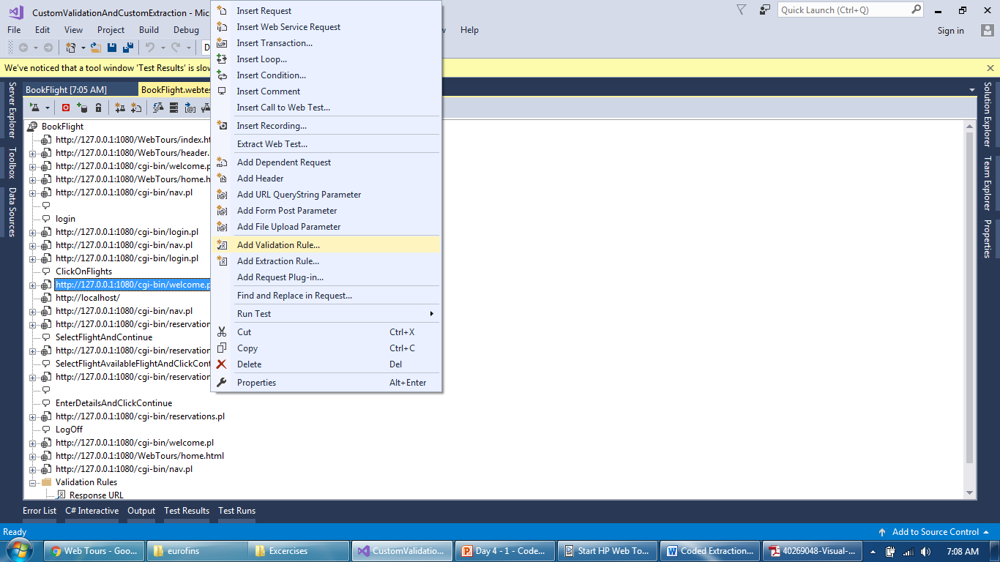 CustomValidationAndCustomExtraction - Mic
Quick Launch (Ctrl+Q)
File Edit View Project Build Debug Help
Sign in
We've noticed that a tool window 'Test Results' is slow
BookFlight [7:05 AM]
BookFlight.webtes
Server Explorer
Toolbox
Data Sources
BookFlight
http://127.0.0.1:1080/WebTours/index.ht
http://127.0.0.1:1080/WebTours/header.
http://127.0.0.1:1080/cgi-bin/welcome.p
http://127.0.0.1:1080/WebTours/home.h
http://127.0.0.1:1080/cgi-bin/nav.pl
login
http://127.0.0.1:1080/cgi-bin/login.pl
http://127.0.0.1:1080/cgi-bin/nav.pl
http://127.0.0.1:1080/cgi-bin/login.pl
ClickOnFlights
http://127.0.0.1:1080/cgi-bin/welcome.p
http://localhost/
http://127.0.0.1:1080/cgi-bin/nav.pl
http://127.0.0.1:1080/cgi-bin/reservation
SelectFlightAndContinue
http://127.0.0.1:1080/cgi-bin/reservation
SelectFlightAvailableFlightAndClickCont
http://127.0.0.1:1080/cgi-bin/reservation
EnterDetailsAndClickContinue
http://127.0.0.1:1080/cgi-bin/reservations.pl
LogOff
http://127.0.0.1:1080/cgi-bin/welcome.pl
http://127.0.0.1:1080/WebTours/home.html
http://127.0.0.1:1080/cgi-bin/nav.pl
Validation Rules
Response URL
Insert Request
Insert Web Service Request
Insert Transaction...
Insert Loop...
Insert Condition...
Insert Comment
Insert Call to Web Test...
Insert Recording...
Extract Web Test...
Add Dependent Request
Add Header
Add URL QueryString Parameter
Add Form Post Parameter
Add File Upload Parameter
Add Validation Rule...
Add Extraction Rule...
Add Request Plug-in...
Find and Replace in Request...
Run Test
Cut Ctrl+X
Copy Ctrl+C
Delete Del
Properties Alt+Enter
Solution Explorer
Team Explorer
Properties
Error List C# Interactive Output Test Results Test Runs
Ready
Add to Source Control
Web Tours - Goo...
eurofins
Excercises
CustomValidatio...
Day 4 - 1 - Code...
Start HP Web To...
Coded Extraction...
40269048-Visual-...
7:08 AM